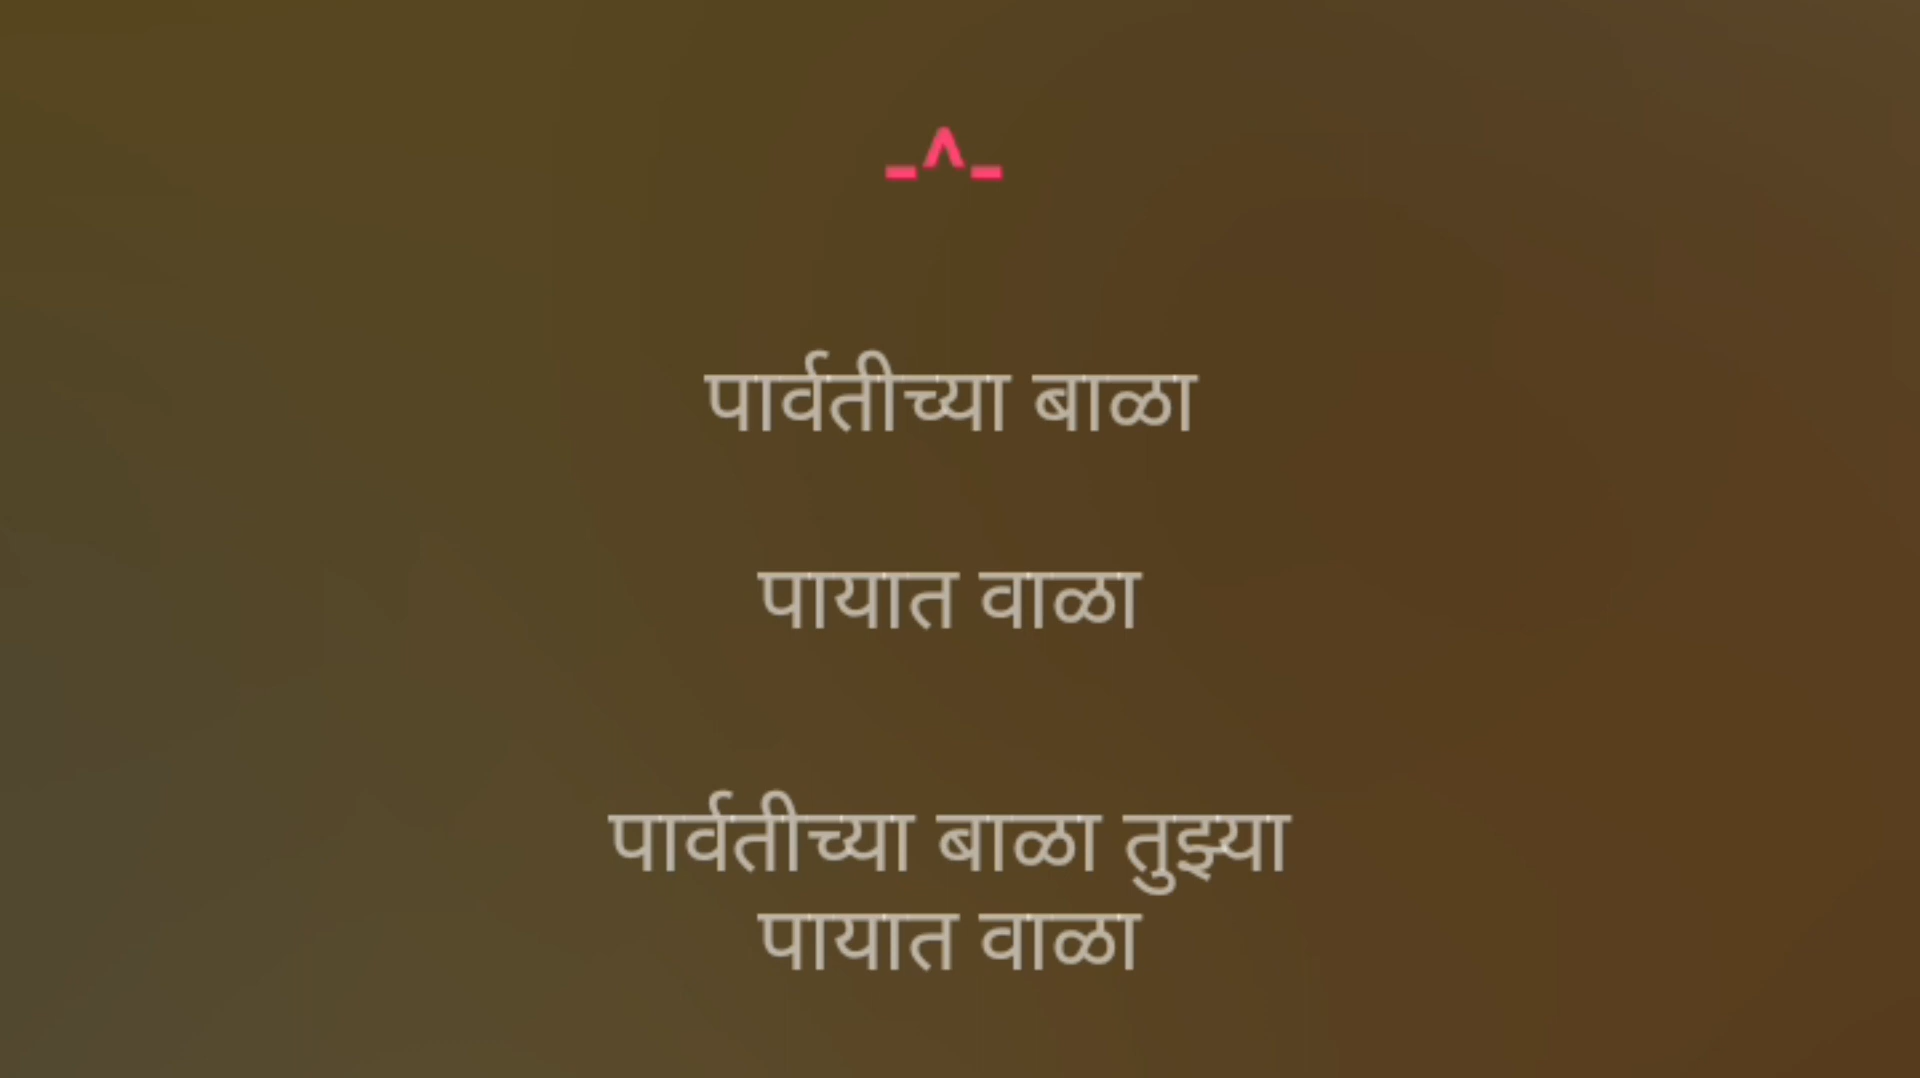 _^_
पार्वतीच्या बाळा
पायात वाळा
पार्वतीच्या बाळा तुझ्या
पायात वाळा